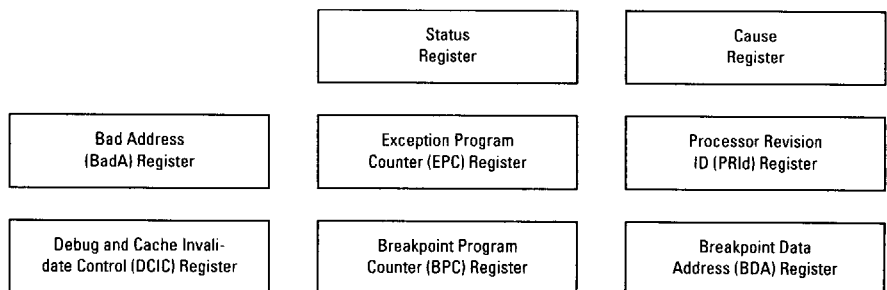 Status
Register
Cause
Register
Bad Address
(BadA) Register
Exception Program
Counter (EPC) Register
Processor Revision
ID (PRId) Register
Debug and Cache Invali-
date Control (DCIC) Register
Breakpoint Program
Counter (BPC) Register
Breakpoint Data
Address (BDA) Register